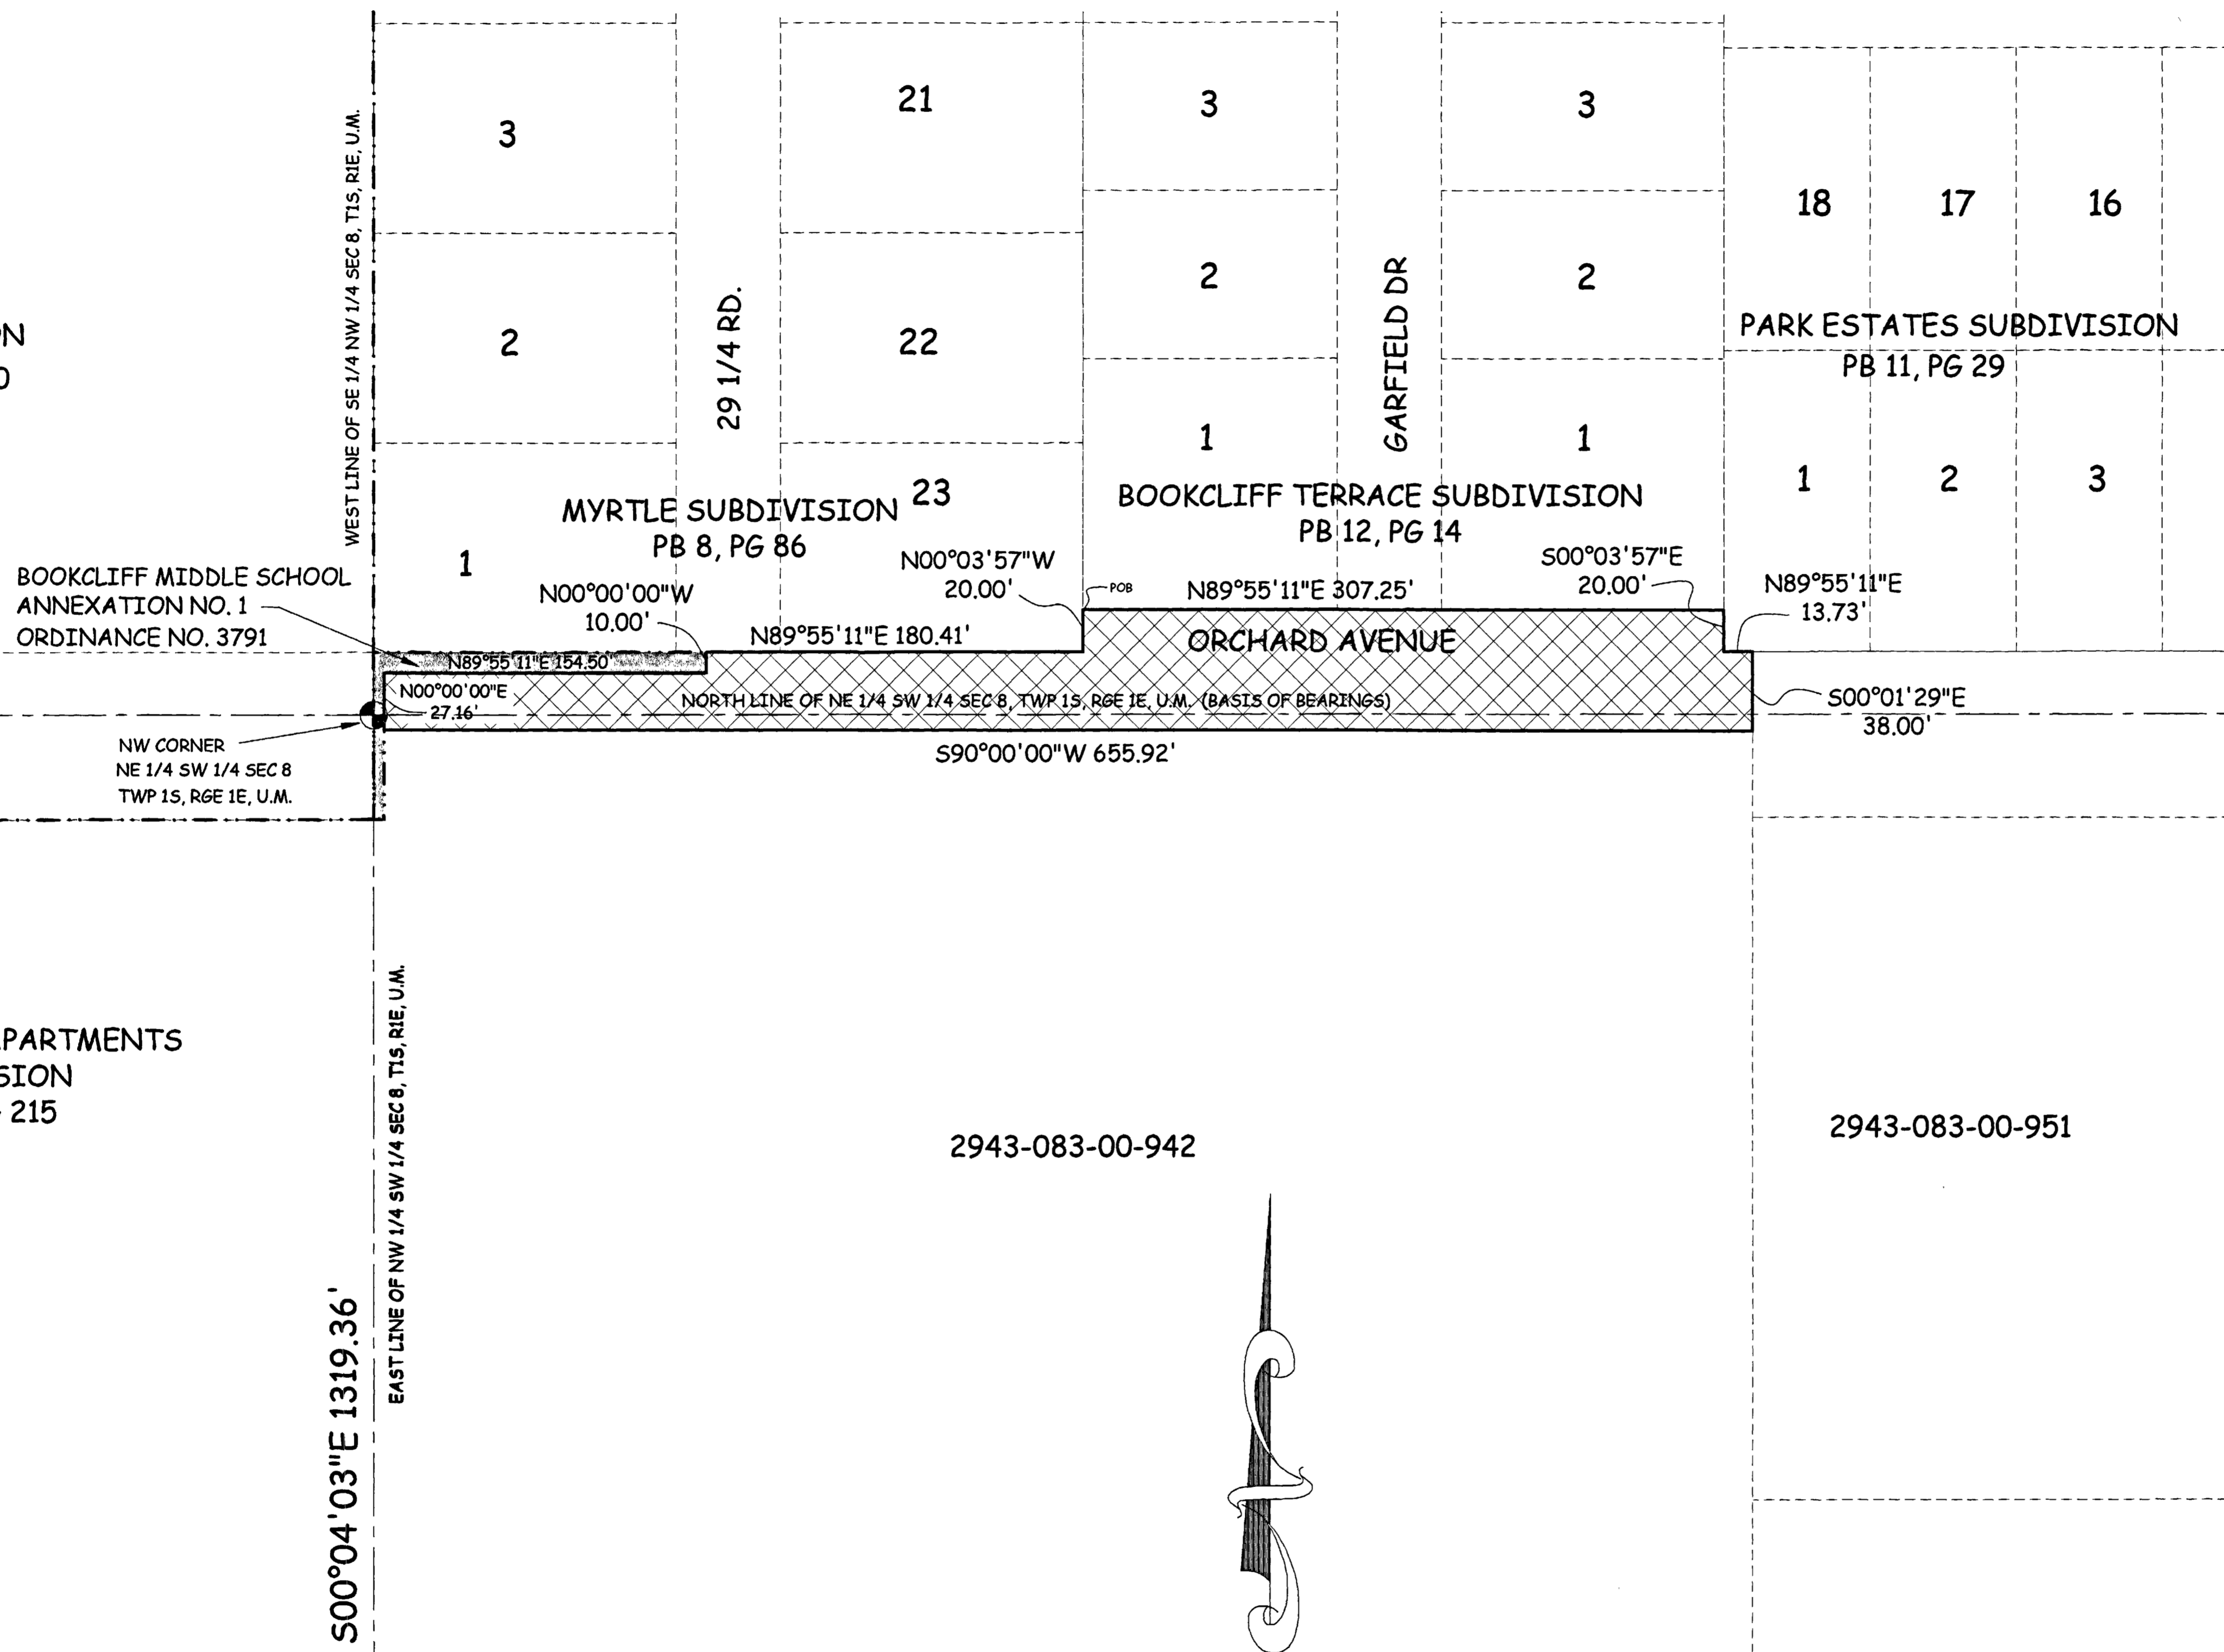 3
21
3
3
18
17
16
WEST LINE OF SE 1/4 NW 1/4 SEC 8, T1S, R1E, U.M.
2
29 1/4 RD.
22
2
GARFIELD DR
2
PARK ESTATES SUBDIVISION
PB 11, PG 29
1
1
1
2
3
23
MYRTLE SUBDIVISION
PB 8, PG 86
BOOKCLIFF TERRACE SUBDIVISION
PB 12, PG 14
1
BOOKCLIFF MIDDLE SCHOOL
ANNEXATION NO. 1
ORDINANCE NO. 3791
N00°00'00"W
10.00'
N00°03'57"W
20.00'
POB
N89°55'11"E 307.25'
S00°03'57"E
20.00'
N89°55'11"E
13.73'
N89°55'11"E 180.41'
ORCHARD AVENUE
N89°55'11"E 154.50'
N00°00'00"E
27.16'
NORTH LINE OF NE 1/4 SW 1/4 SEC 8, TWP 1S, RGE 1E, U.M. (BASIS OF BEARINGS)
S00°01'29"E
38.00'
NW CORNER
NE 1/4 SW 1/4 SEC 8
TWP 1S, RGE 1E, U.M.
S90°00'00"W 655.92'
PARTMENTS
SION
215
EAST LINE OF NW 1/4 SW 1/4 SEC 8, T1S, R1E, U.M.
S00°04'03"E 1319.36'
2943-083-00-942
2943-083-00-951